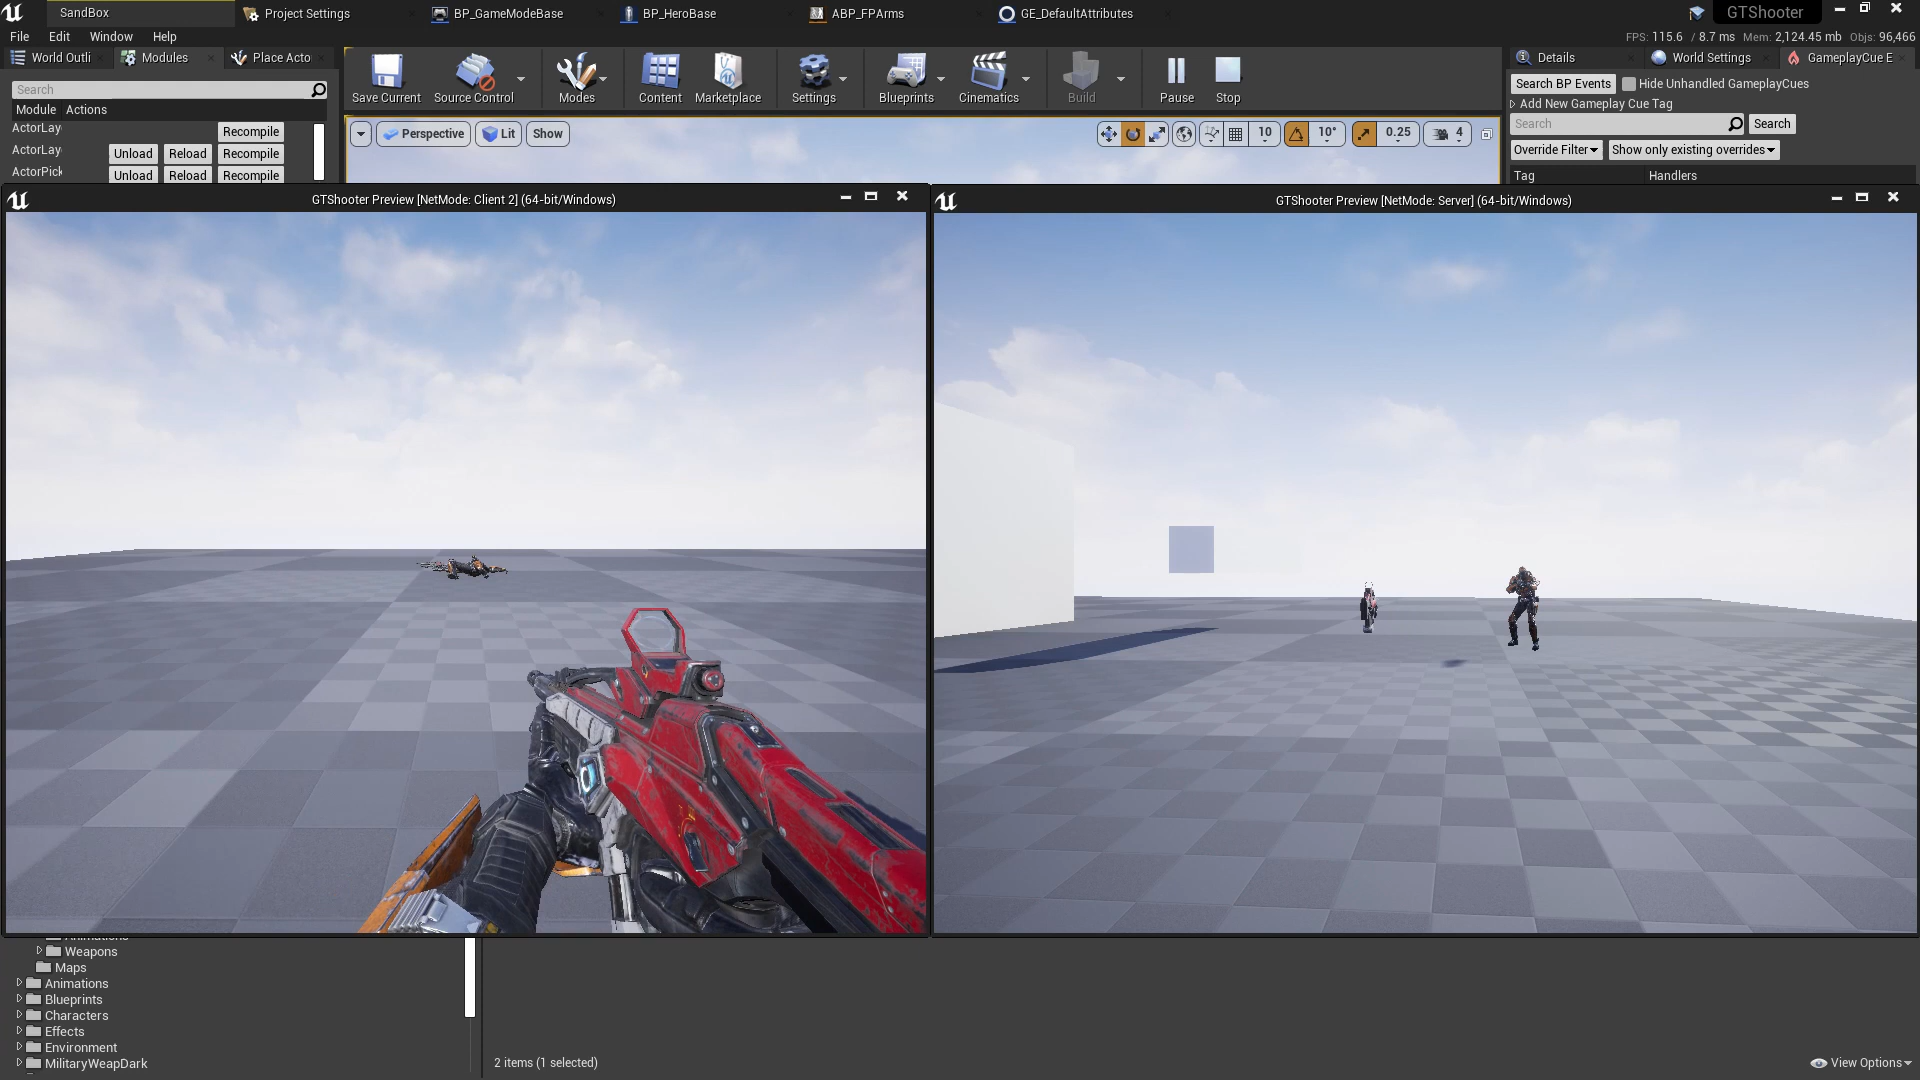 SandBox
Project Settings
BP_GameModeBase
BP_HeroBase
ABP_FPArms
GE_DefaultAttributes
GTShooter
File Edit Window Help
FPS: 115.6 / 8.7 ms Mem: 2,124.45 mb Objs: 96,466
World Outli
Modules
Place Acto
Details
World Settings
GameplayCue E
Search
Module Actions
ActorLay
Recompile
ActorLay
Unload Reload Recompile
ActorPick
Unload Reload Recompile
Save Current
Source Control
Modes
Content
Marketplace
Settings
Blueprints
Cinematics
Build
Pause
Stop
Search BP Events
Hide Unhandled GameplayCues
Add New Gameplay Cue Tag
Search
Search
Override Filter
Show only existing overrides
Tag Handlers
Perspective
Lit
Show
10
10°
0.25
4
GTShooter Preview [NetMode: Client 2] (64-bit/Windows)
GTShooter Preview [NetMode: Server] (64-bit/Windows)
Animations
Weapons
Maps
Animations
Blueprints
Characters
Effects
Environment
MilitaryWeapDark
2 items (1 selected)
View Options